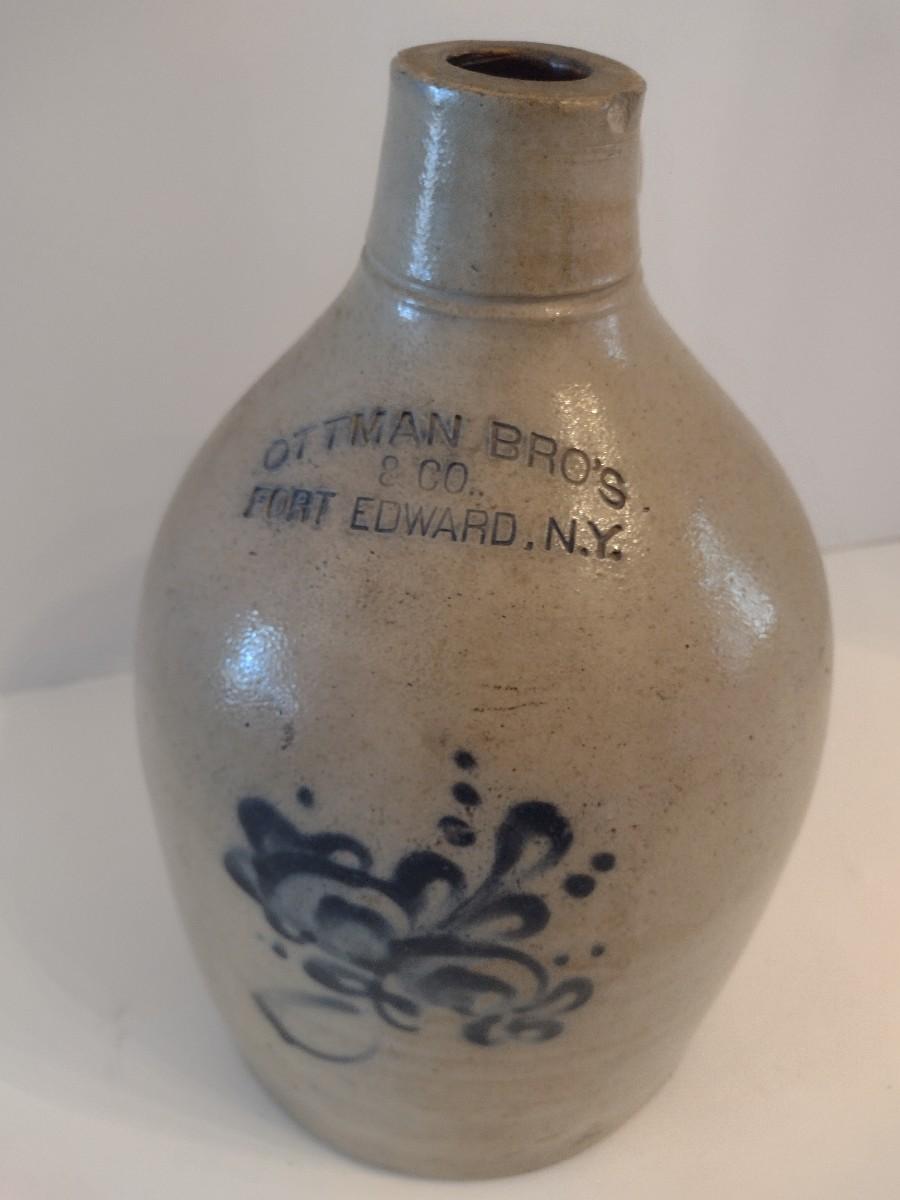 OTTMAN BRO'S
& CO.,
FORT EDWARD, N.Y.